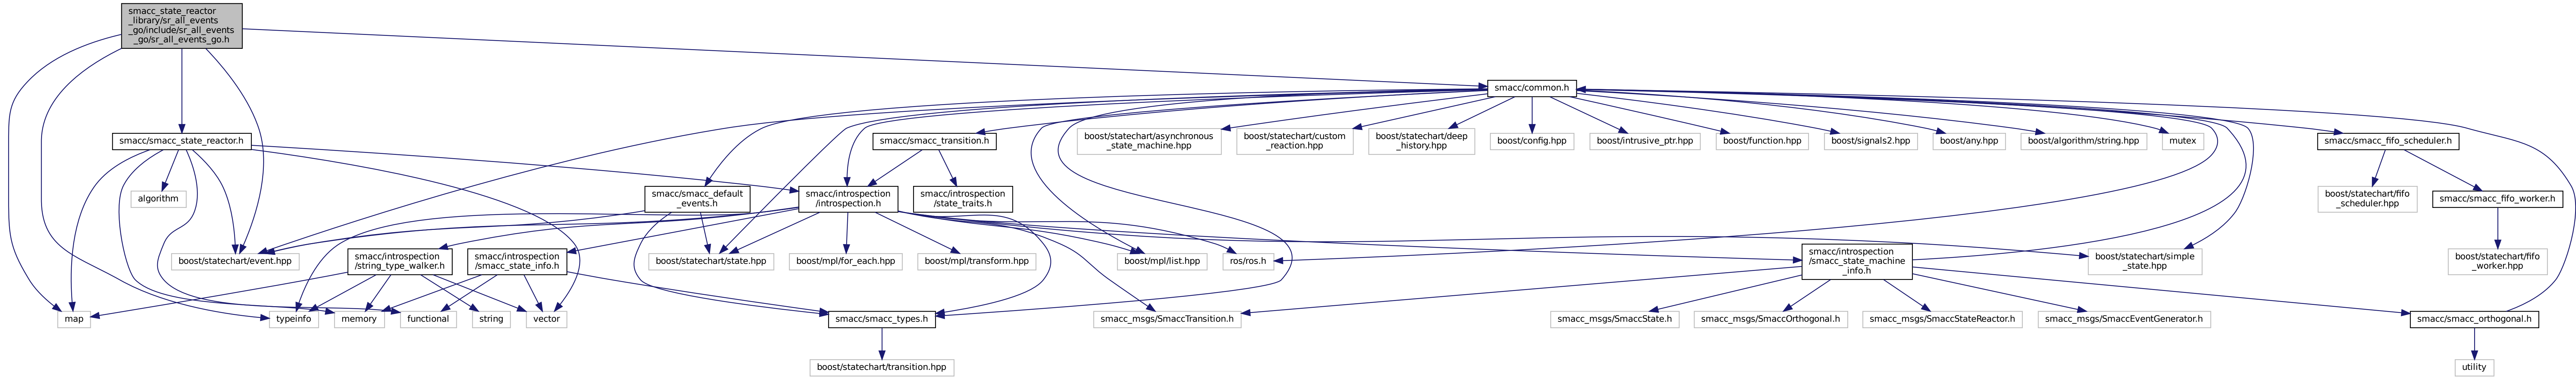 smacc_state_reactor
_library/sr_all_events
_go/include/sr_all_events
_go/sr_all_events_go.h
smacc/common.h
smacc/smacc_state_reactor.h
smacc/smacc_transition.h
boost/statechart/asynchronous
_state_machine.hpp
boost/statechart/custom
_reaction.hpp
boost/statechart/deep
_history.hpp
boost/config.hpp
boost/intrusive_ptr.hpp
boost/function.hpp
boost/signals2.hpp
boost/any.hpp
boost/algorithm/string.hpp
mutex
smacc/smacc_fifo_scheduler.h
algorithm
smacc/smacc_default
_events.h
smacc/introspection
/introspection.h
smacc/introspection
/state_traits.h
boost/statechart/fifo
_scheduler.hpp
smacc/smacc_fifo_worker.h
boost/statechart/event.hpp
smacc/introspection
/string_type_walker.h
smacc/introspection
/smacc_state_info.h
boost/statechart/state.hpp
boost/mpl/for_each.hpp
boost/mpl/transform.hpp
boost/mpl/list.hpp
ros/ros.h
smacc/introspection
/smacc_state_machine
_info.h
boost/statechart/simple
_state.hpp
boost/statechart/fifo
_worker.hpp
map
typeinfo
memory
functional
string
vector
smacc/smacc_types.h
smacc_msgs/SmaccTransition.h
smacc_msgs/SmaccState.h
smacc_msgs/SmaccOrthogonal.h
smacc_msgs/SmaccStateReactor.h
smacc_msgs/SmaccEventGenerator.h
smacc/smacc_orthogonal.h
boost/statechart/transition.hpp
utility